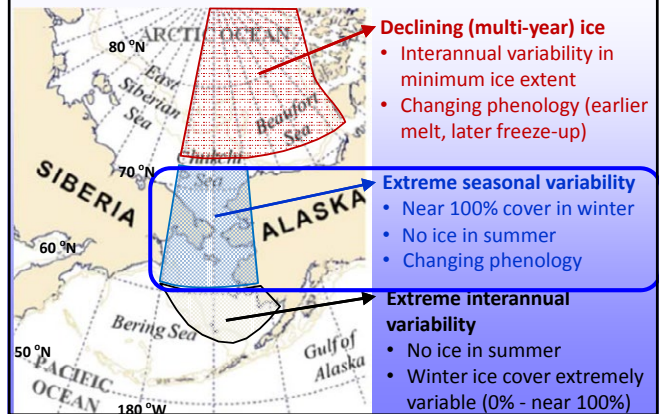 ARCTIC OCEAN
80 °N
East
Siberian
Sea
Beaufort
Sea
Chukchi
Sea
70 °N
SIBERIA
ALASKA
60 °N
Bering Sea
50 °N
Gulf of
Alaska
PACIFIC
OCEAN
180 °W
Declining (multi-year) ice
• Interannual variability in
minimum ice extent
• Changing phenology (earlier
melt, later freeze-up)
Extreme seasonal variability
• Near 100% cover in winter
• No ice in summer
• Changing phenology
Extreme interannual
variability
• No ice in summer
• Winter ice cover extremely
variable (0% - near 100%)